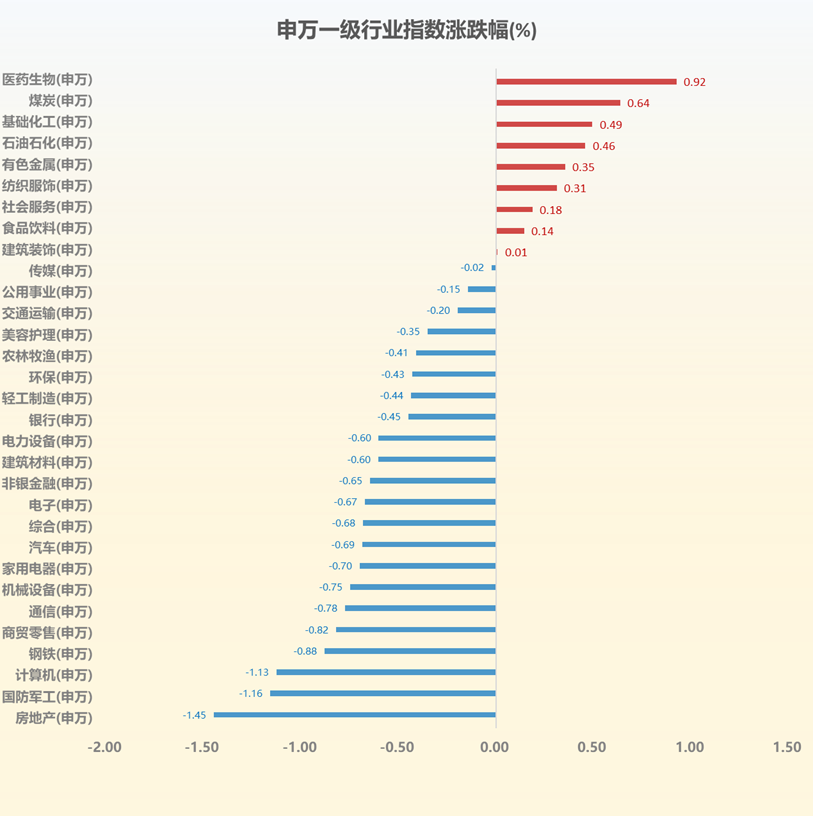 申万一级行业指数涨跌幅(%)
医药生物(申万) 0.92
煤炭(申万) 0.64
基础化工(申万) 0.49
石油石化(申万) 0.46
有色金属(申万) 0.35
纺织服饰(申万) 0.31
社会服务(申万) 0.18
食品饮料(申万) 0.14
建筑装饰(申万) 0.01
传媒(申万) -0.02
公用事业(申万) -0.15
交通运输(申万) -0.20
美容护理(申万) -0.35
农林牧渔(申万) -0.41
环保(申万) -0.43
轻工制造(申万) -0.44
银行(申万) -0.45
电力设备(申万) -0.60
建筑材料(申万) -0.60
非银金融(申万) -0.65
电子(申万) -0.67
综合(申万) -0.68
汽车(申万) -0.69
家用电器(申万) -0.70
机械设备(申万) -0.75
通信(申万) -0.78
商贸零售(申万) -0.82
钢铁(申万) -0.88
计算机(申万) -1.13
国防军工(申万) -1.16
房地产(申万) -1.45
-2.00 -1.50 -1.00 -0.50 0.00 0.50 1.00 1.50